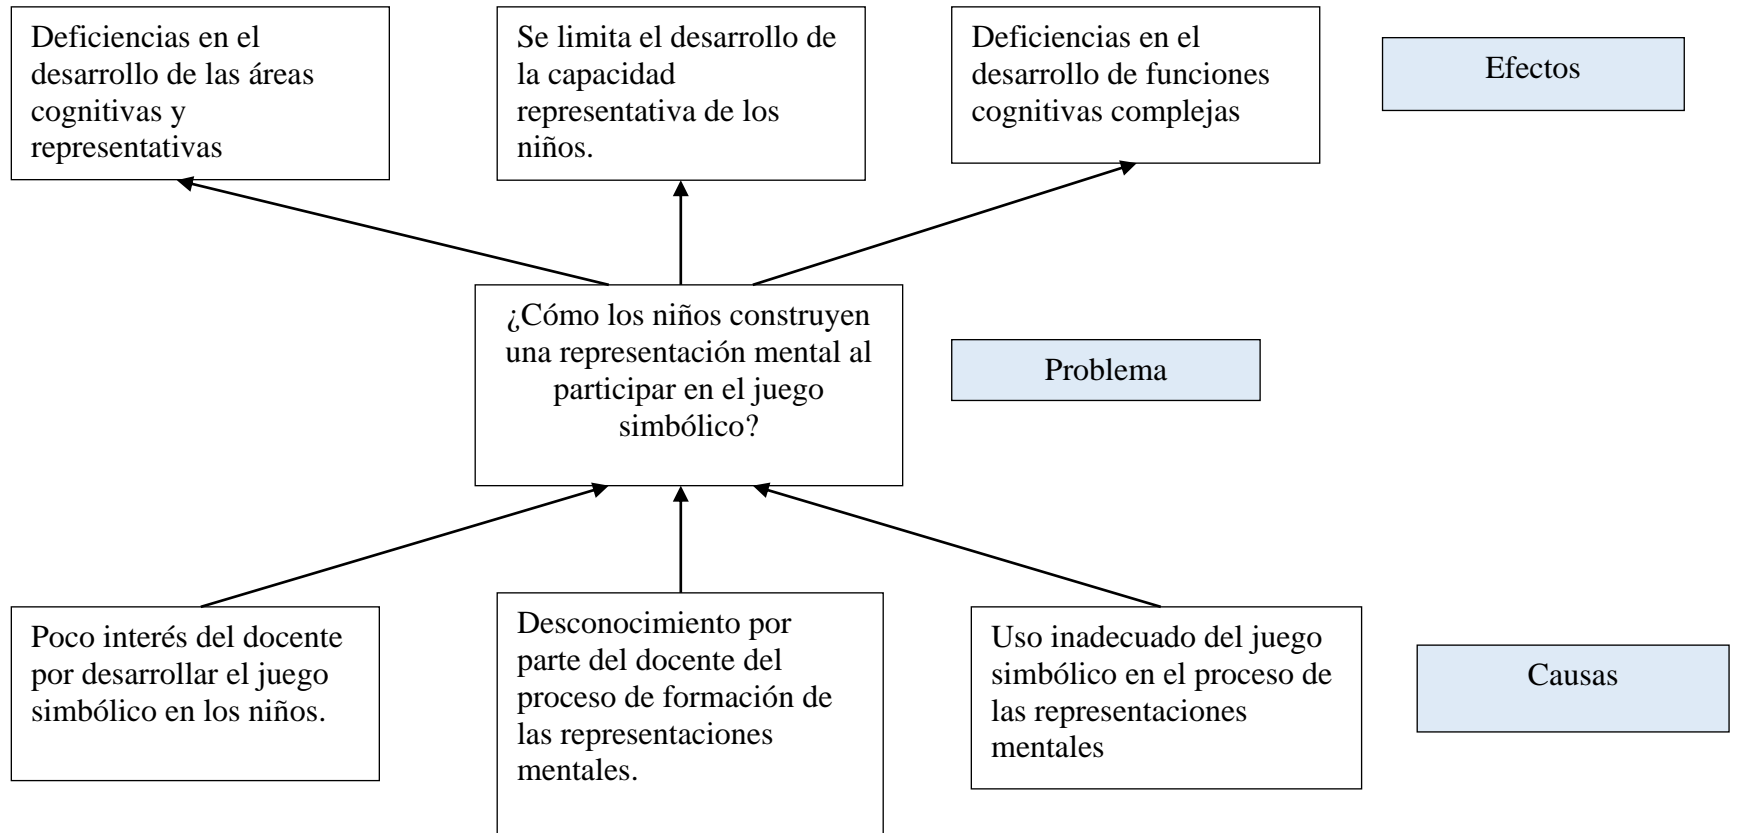 Deficiencias en el
desarrollo de las áreas
cognitivas y
representativas
Se limita el desarrollo de
la capacidad
representativa de los
niños.
Deficiencias en el
desarrollo de funciones
cognitivas complejas
Efectos
¿Cómo los niños construyen
una representación mental al
participar en el juego
simbólico?
Problema
Poco interés del docente
por desarrollar el juego
simbólico en los niños.
Desconocimiento por
parte del docente del
proceso de formación de
las representaciones
mentales.
Uso inadecuado del juego
simbólico en el proceso de
las representaciones
mentales
Causas